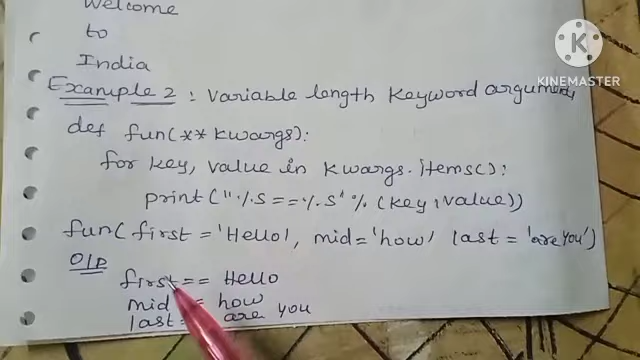 Welcome
to
India
KINEMASTER
Example 2 : Variable length keyword arguments
def fun(** kwargs):
for key, value in kwargs.items():
print("%s == %s' % (key, value))
fun( first = 'Hello', mid = 'how' last = 'are you')
O/P
first == Hello
mid == how
last = are you